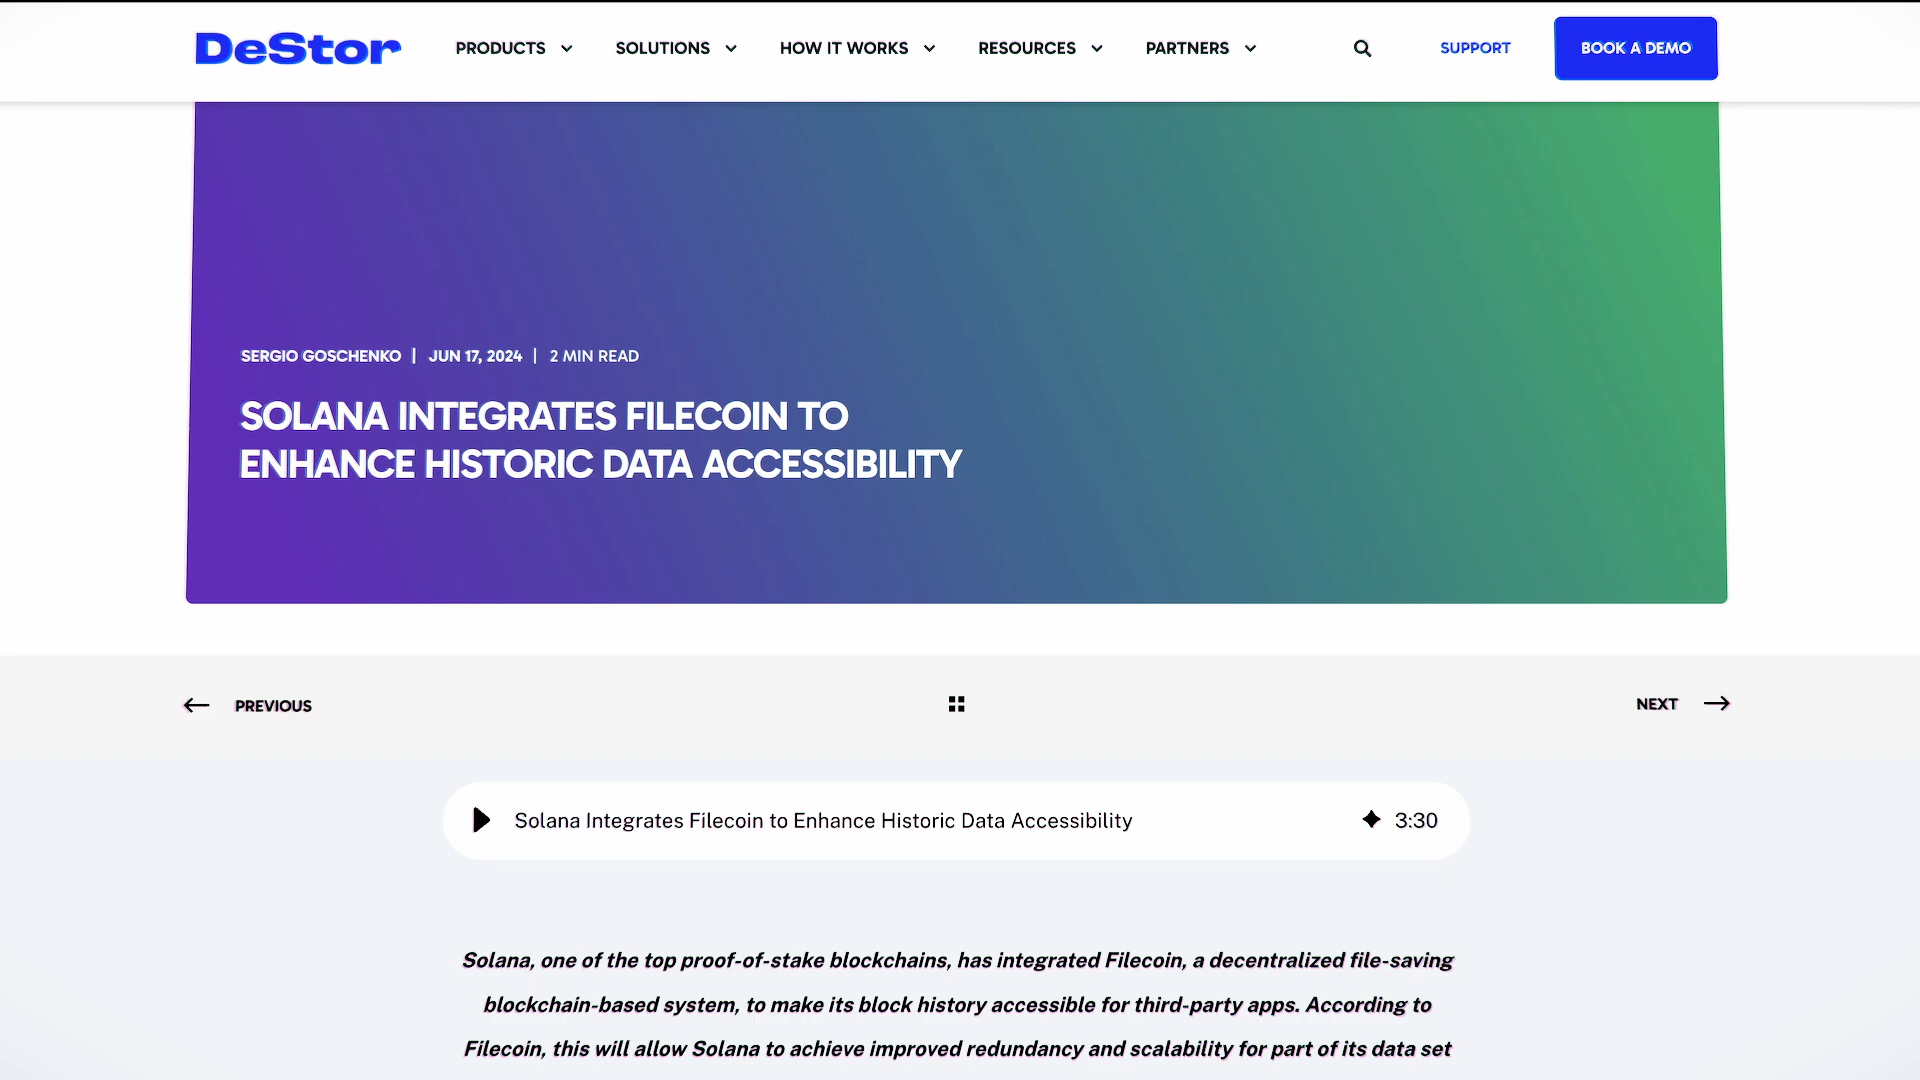 DeStor
PRODUCTS
SOLUTIONS
HOW IT WORKS
RESOURCES
PARTNERS
SUPPORT
BOOK A DEMO
SERGIO GOSCHENKO | JUN 17, 2024 | 2 MIN READ
SOLANA INTEGRATES FILECOIN TO
ENHANCE HISTORIC DATA ACCESSIBILITY
PREVIOUS
NEXT
Solana Integrates Filecoin to Enhance Historic Data Accessibility
3:30
Solana, one of the top proof-of-stake blockchains, has integrated Filecoin, a decentralized file-saving
blockchain-based system, to make its block history accessible for third-party apps. According to
Filecoin, this will allow Solana to achieve improved redundancy and scalability for part of its data set